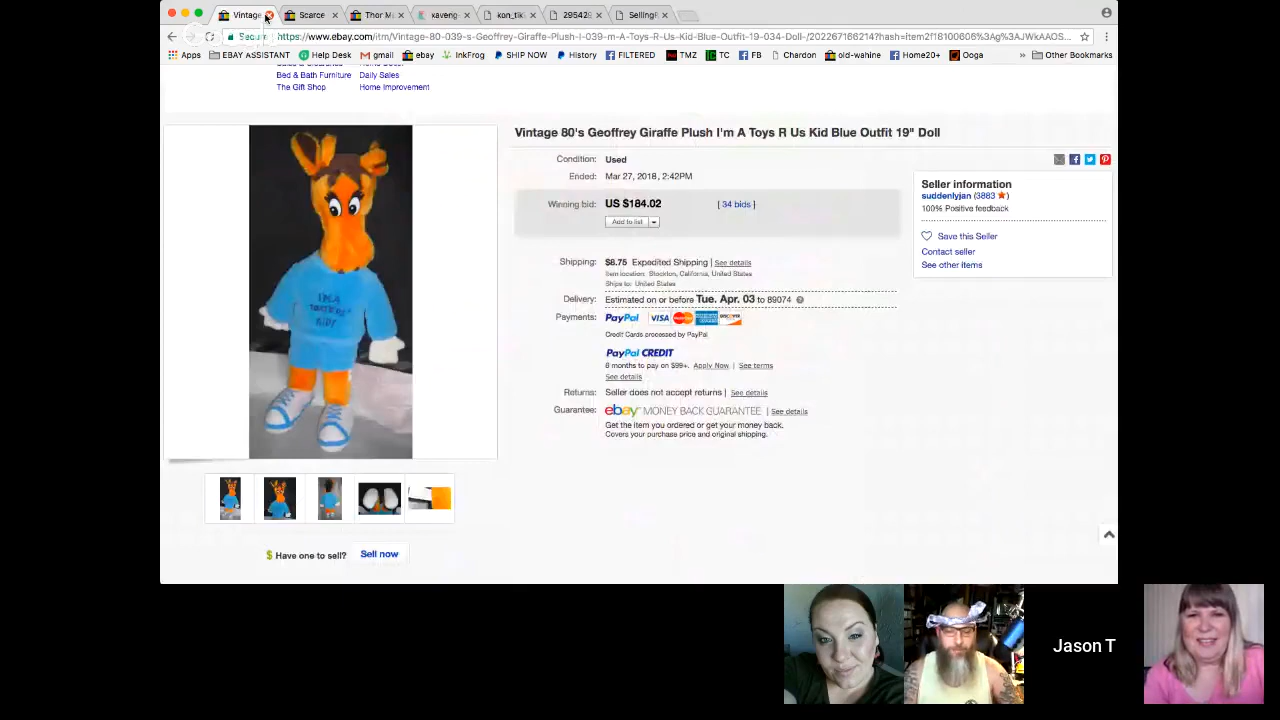 Vintage
Scarce
Thor M
kaveng-
kon_tik
295428
Selling
Secure
https://www.ebay.com/itm/Vintage-80-039-s-Geoffrey-Giraffe-Plush-I-039-m-A-Toys-R-Us-Kid-Blue-Outfit-19-034-Doll-/202267166214?hash=
Apps
EBAY ASSISTANT
Help Desk
gmail
ebay
InkFrog
SHIP NOW
History
FILTERED
TMZ
TC
FB
Chardon
old-wahine
Home20+
Ooga
»
Other Bookmarks
Bed & Bath Furniture
Daily Sales
The Gift Shop
Home Improvement
Vintage 80's Geoffrey Giraffe Plush I'm A Toys R Us Kid Blue Outfit 19" Doll
Condition: Used
Ended: Mar 27, 2018 , 2:42PM
Winning bid: US $184.02 [ 34 bids ]
Add to list
Shipping: $8.75 Expedited Shipping | See details
Item location: Stockton, California, United States
Ships to: United States
Delivery: Estimated on or before Tue. Apr. 03 to 89074
Payments: PayPal VISA MasterCard DISCOVER
Credit Cards processed by PayPal
PayPal CREDIT
6 months to pay on $99+. Apply Now | See terms
See details
Returns: Seller does not accept returns | See details
Guarantee: ebay MONEY BACK GUARANTEE | See details
Get the item you ordered or get your money back.
Covers your purchase price and original shipping.
Seller information
suddenlyjan (3883 )
100% Positive feedback
Save this Seller
Contact seller
See other items
I'M A
KID!
$ Have one to sell? Sell now
Jason T